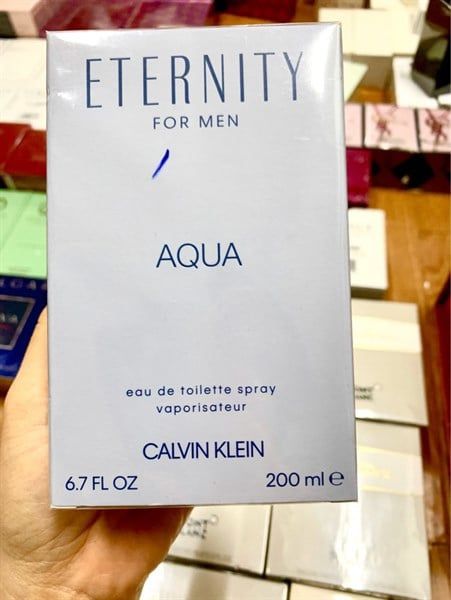 ETERNITY
FOR MEN
AQUA
eau de toilette spray
vaporisateur
CALVIN KLEIN
6.7 FL OZ 200 ml e